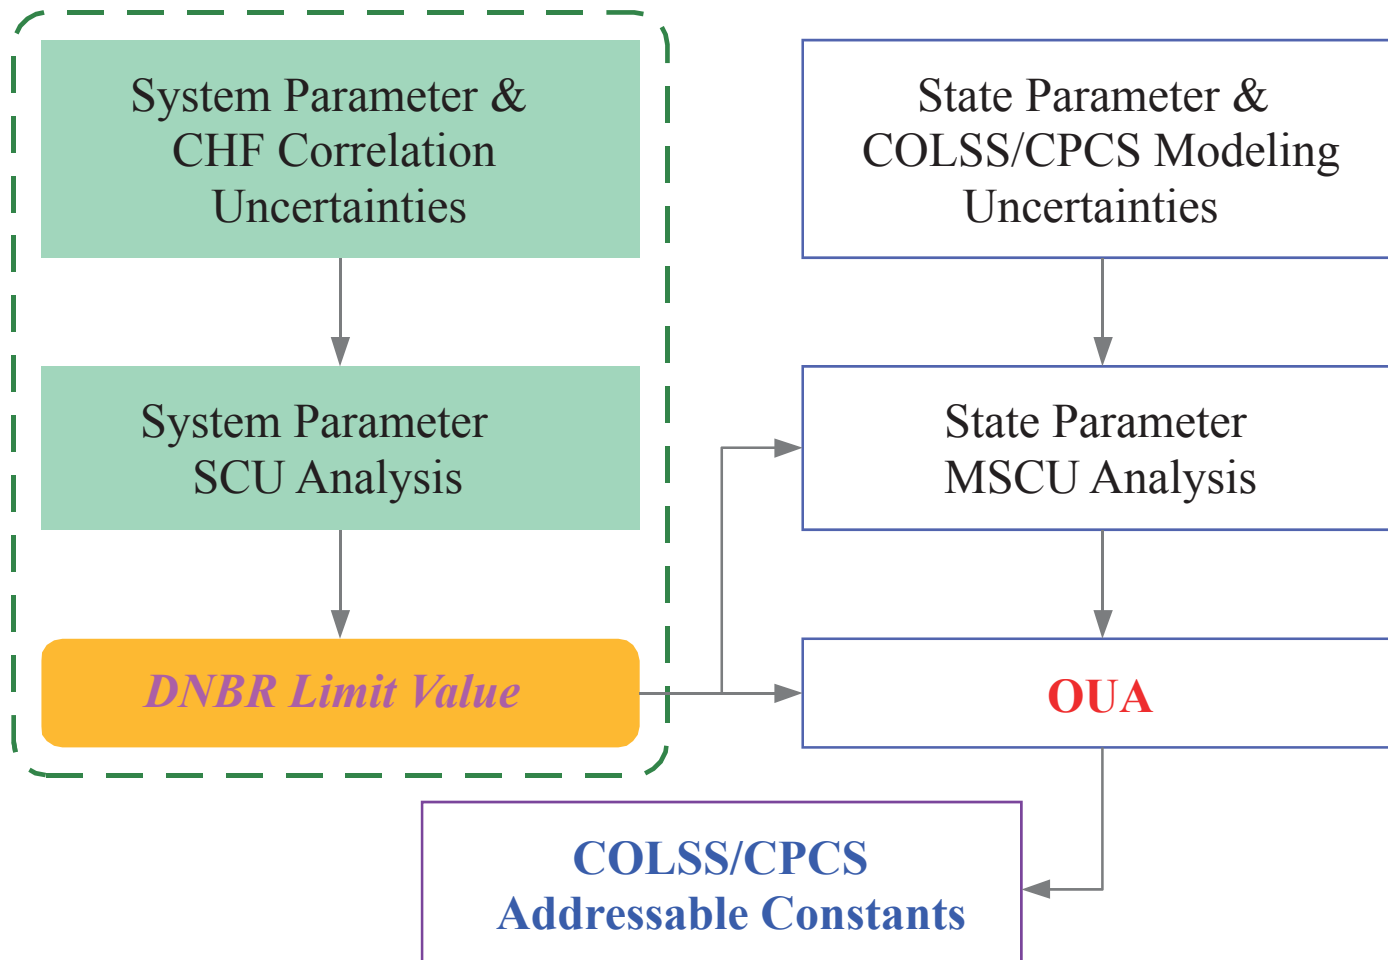 System Parameter &
CHF Correlation
Uncertainties
System Parameter
SCU Analysis
DNBR Limit Value
State Parameter &
COLSS/CPCS Modeling
Uncertainties
State Parameter
MSCU Analysis
OUA
COLSS/CPCS
Addressable Constants